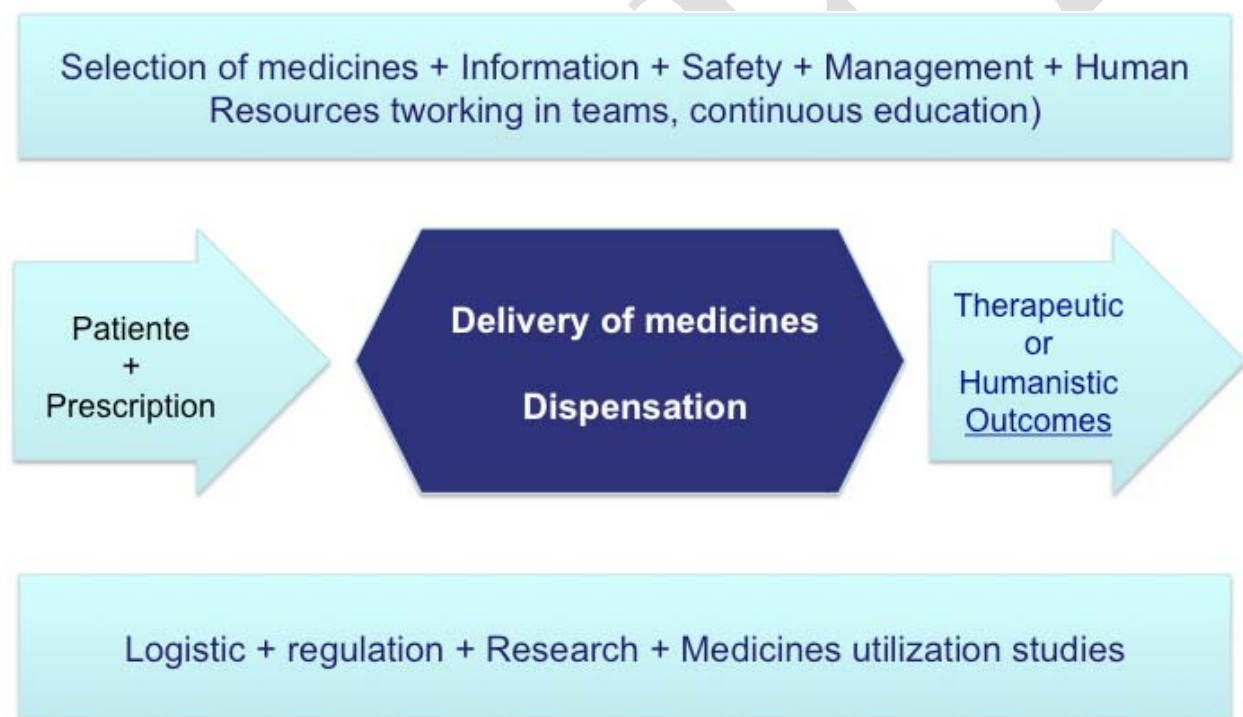 Selection of medicines + Information + Safety + Management + Human
Resources tworking in teams, continuous education)
Patiente
+
Prescription
Delivery of medicines
Dispensation
Therapeutic
or
Humanistic
Outcomes
Logistic + regulation + Research + Medicines utilization studies